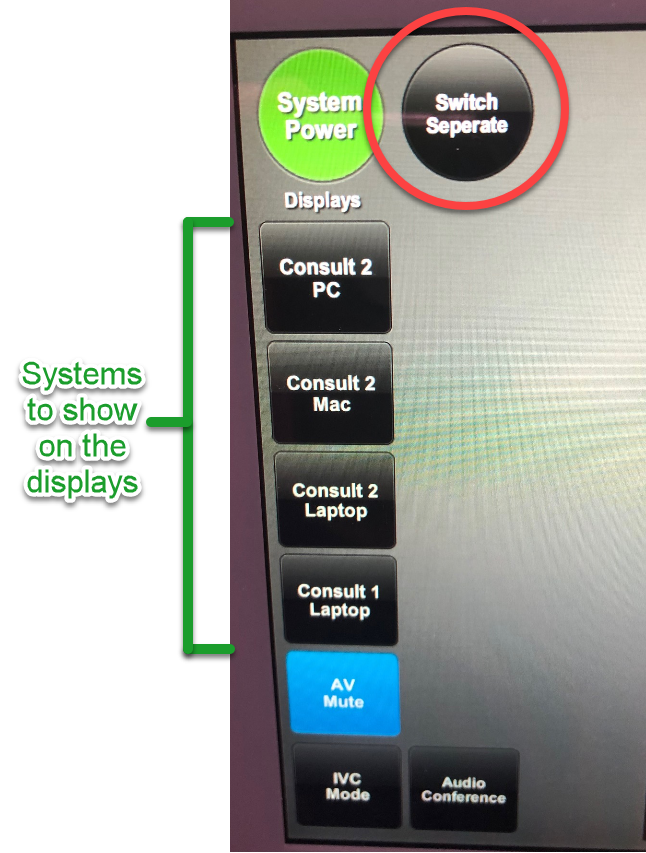 System
Power
Switch
Seperate
Displays
Consult 2
PC
Consult 2
Mac
Consult 2
Laptop
Consult 1
Laptop
AV
Mute
IVC
Mode
Audio
Conference
Systems
to show
on the
displays